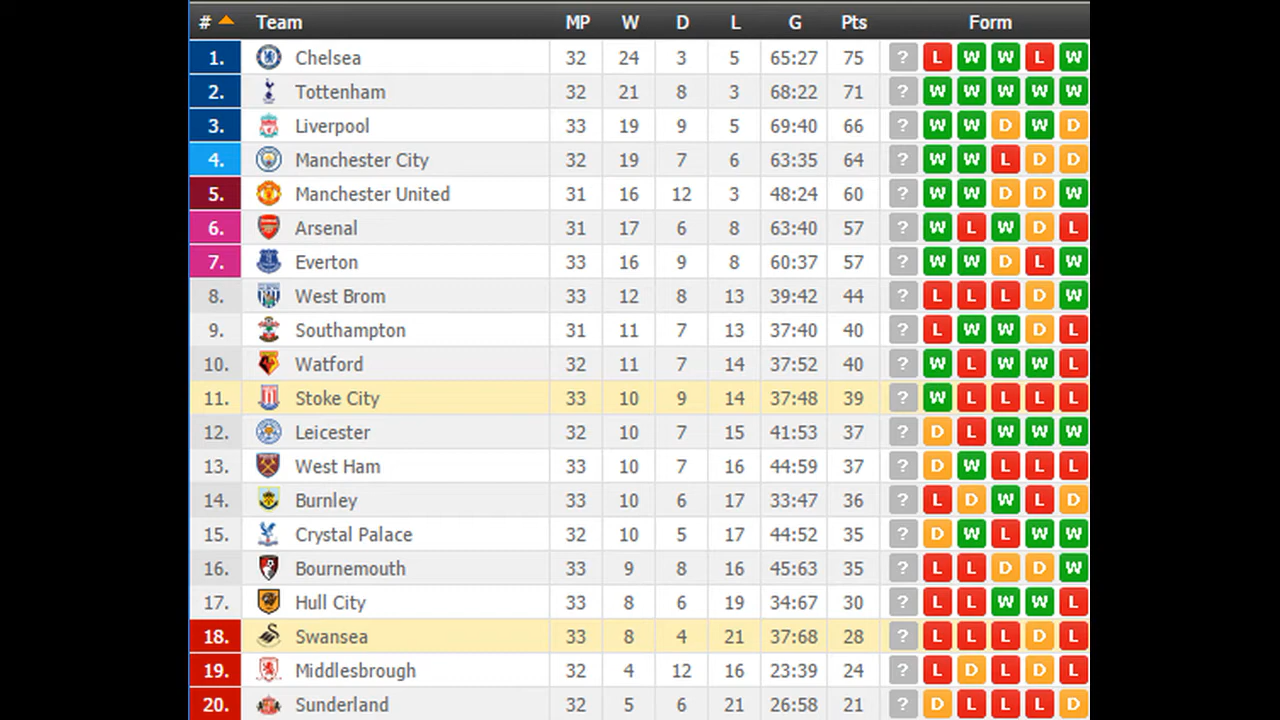 # Team MP W D L G Pts Form
1. Chelsea 32 24 3 5 65:27 75 ? L W W L W
2. Tottenham 32 21 8 3 68:22 71 ? W W W W W
3. Liverpool 33 19 9 5 69:40 66 ? W W D W D
4. Manchester City 32 19 7 6 63:35 64 ? W W L D D
5. Manchester United 31 16 12 3 48:24 60 ? W W D D W
6. Arsenal 31 17 6 8 63:40 57 ? W L W D L
7. Everton 33 16 9 8 60:37 57 ? W W D L W
8. West Brom 33 12 8 13 39:42 44 ? L L L D W
9. Southampton 31 11 7 13 37:40 40 ? L W W D L
10. Watford 32 11 7 14 37:52 40 ? W L W W L
11. Stoke City 33 10 9 14 37:48 39 ? W L L L L
12. Leicester 32 10 7 15 41:53 37 ? D L W W W
13. West Ham 33 10 7 16 44:59 37 ? D W L L L
14. Burnley 33 10 6 17 33:47 36 ? L D W L D
15. Crystal Palace 32 10 5 17 44:52 35 ? D W L W W
16. Bournemouth 33 9 8 16 45:63 35 ? L L D D W
17. Hull City 33 8 6 19 34:67 30 ? L L W W L
18. Swansea 33 8 4 21 37:68 28 ? L L L D L
19. Middlesbrough 32 4 12 16 23:39 24 ? L D L D L
20. Sunderland 32 5 6 21 26:58 21 ? D L L L D